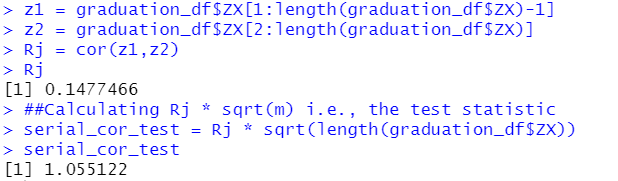 > z1 = graduation_df$ZX[1:length(graduation_df$ZX)-1]
> z2 = graduation_df$ZX[2:length(graduation_df$ZX)]
> Rj = cor(z1,z2)
> Rj
[1] 0.1477466
> ##Calculating Rj * sqrt(m) i.e., the test statistic
> serial_cor_test = Rj * sqrt(length(graduation_df$ZX))
> serial_cor_test
[1] 1.055122